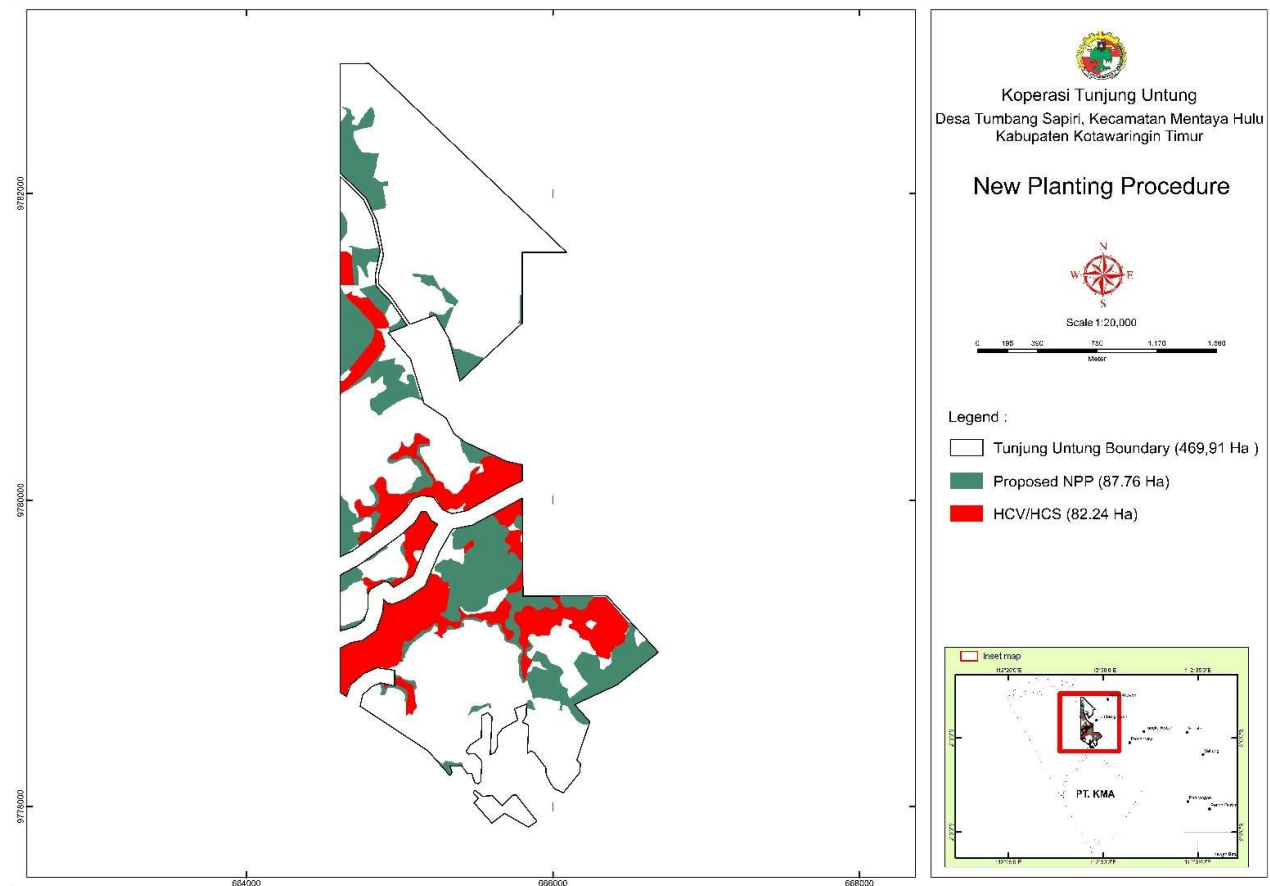 Koperasi Tunjung Untung
Desa Tumbang Sapiri, Kecamatan Mentaya Hulu
Kabupaten Kotawaringin Timur
New Planting Procedure
N
W E
S
Scale 1:20,000
0 195 390 780 1.170 1.560
Meter
Legend :
Tunjung Untung Boundary (469,91 Ha )
Proposed NPP (87.76 Ha)
HCV/HCS (82.24 Ha)
Inset map
PT. KMA
9782000
9780000
9778000
664000 666000 668000